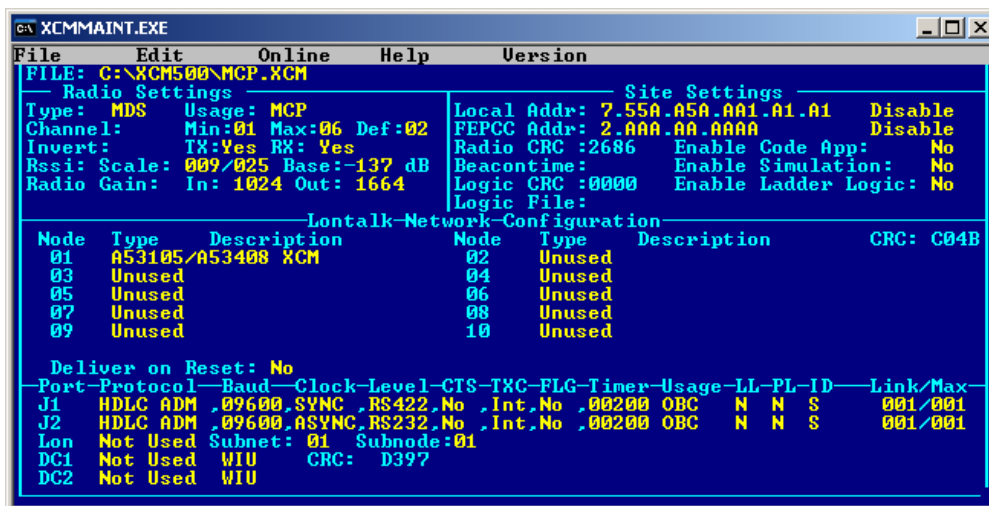 XCMMAINT.EXE
File Edit Online Help Version
FILE: C:\XCM500\MCP.XCM
Radio Settings Site Settings
Type: MDS Usage: MCP Local Addr: 7.55A.A5A.AA1.A1.A1 Disable
Channel: Min:01 Max:06 Def:02 FEPCC Addr: 2.AAA.AA.AAAA Disable
Invert: TX:Yes RX: Yes Radio CRC :2686 Enable Code App: No
Rssi: Scale: 009/025 Base:-137 dB Beacontime: Enable Simulation: No
Radio Gain: In: 1024 Out: 1664 Logic CRC :0000 Enable Ladder Logic: No
Logic File:
Lontalk-Network-Configuration
Node Type Description Node Type Description CRC: C04B
01 A53105/A53408 XCM 02 Unused
03 Unused 04 Unused
05 Unused 06 Unused
07 Unused 08 Unused
09 Unused 10 Unused
Deliver on Reset: No
Port-Protocol-Baud-Clock-Level-CTS-TXC-FLG-Timer-Usage-LL-PL-ID-Link/Max
J1 HDLC ADM ,09600,SYNC ,RS422,No ,Int,No ,00200 OBC N N S 001/001
J2 HDLC ADM ,09600,ASYNC,RS232,No ,Int,No ,00200 OBC N N S 001/001
Lon Not Used Subnet: 01 Subnode:01
DC1 Not Used WIU CRC: D397
DC2 Not Used WIU